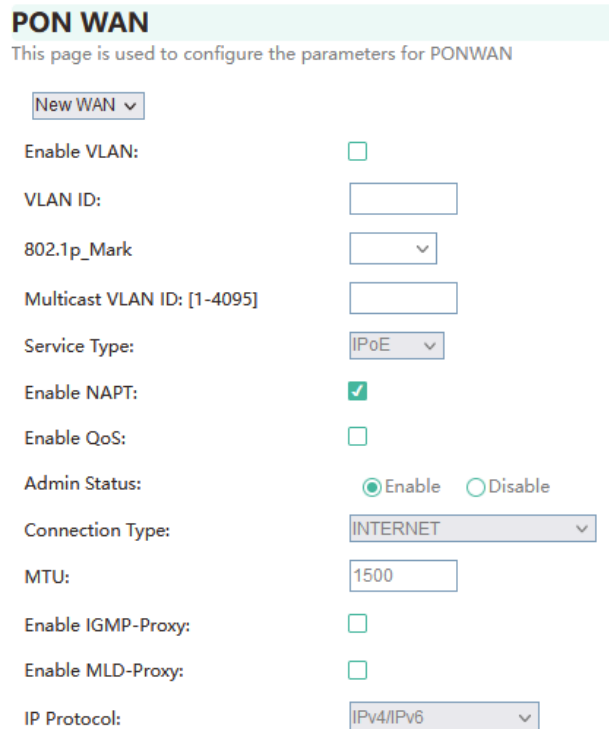 PON WAN
This page is used to configure the parameters for PONWAN
New WAN
Enable VLAN:
VLAN ID:
802.1p_Mark
Multicast VLAN ID: [1-4095]
Service Type: IPoE
Enable NAPT:
Enable QoS:
Admin Status: Enable Disable
Connection Type: INTERNET
MTU: 1500
Enable IGMP-Proxy:
Enable MLD-Proxy:
IP Protocol: IPv4/IPv6